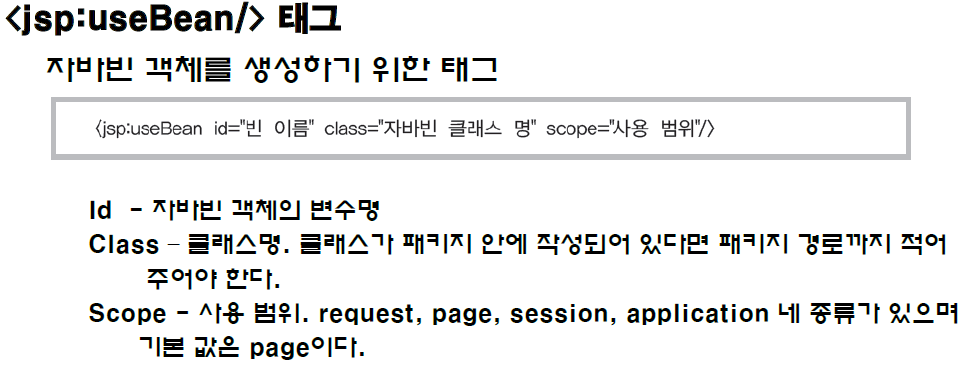 <jsp:useBean/> 태그
자바빈 객체를 생성하기 위한 태그
<jsp:useBean id="빈 이름" class="자바빈 클래스 명" scope="사용 범위"/>
Id - 자바빈 객체의 변수명
Class – 클래스명. 클래스가 패키지 안에 작성되어 있다면 패키지 경로까지 적어
주어야 한다.
Scope - 사용 범위. request, page, session, application 네 종류가 있으며
기본 값은 page이다.